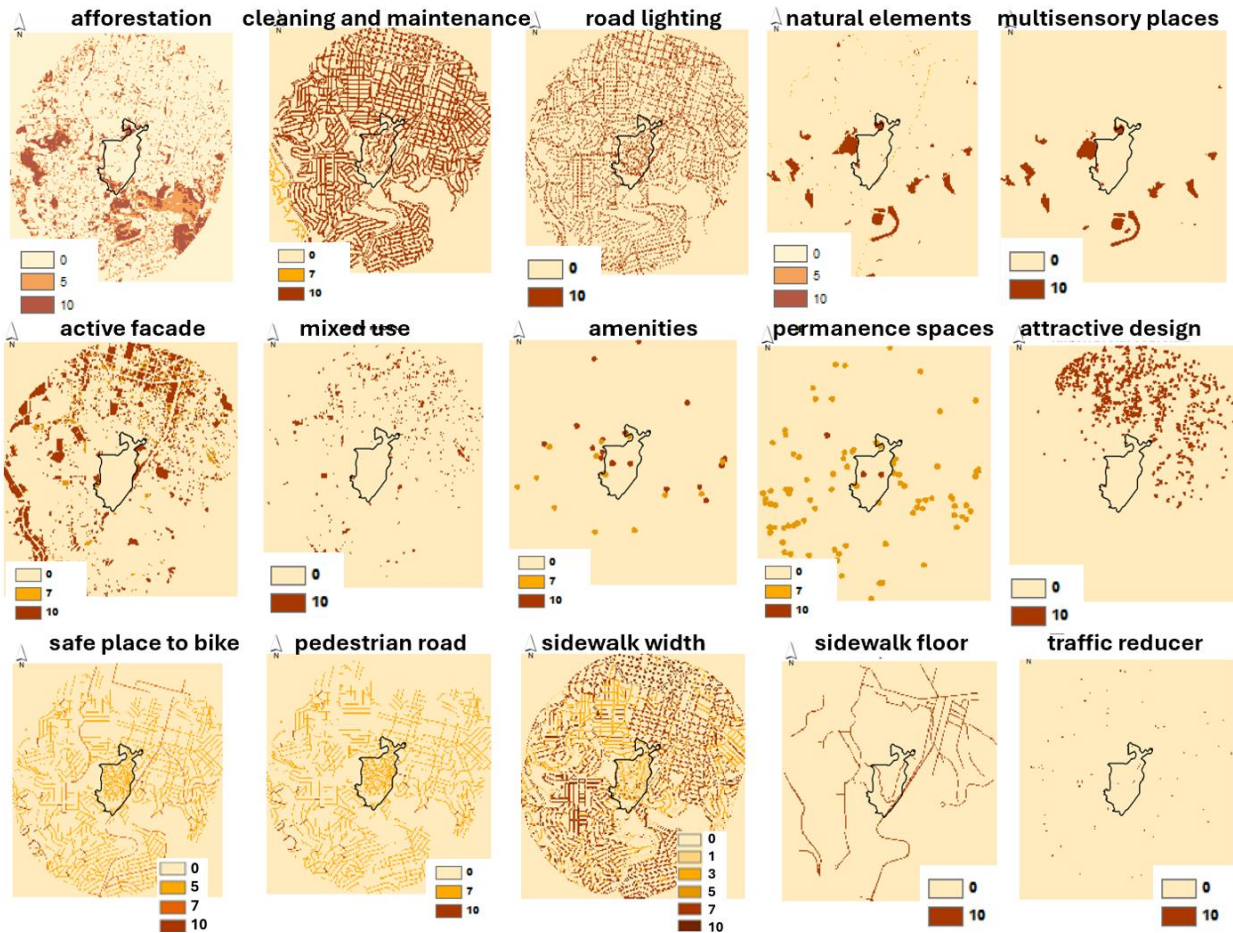 afforestation
cleaning and maintenance
road lighting
natural elements
multisensory places
N
N
N
N
N
0
5
10
0
7
10
0
10
0
5
10
0
10
active facade
mixed use
amenities
permanence spaces
attractive design
N
N
N
N
N
0
7
10
0
10
0
7
10
0
7
10
0
10
safe place to bike
pedestrian road
sidewalk width
sidewalk floor
traffic reducer
N
N
N
N
N
0
5
7
10
0
7
10
0
1
3
5
7
10
0
10
0
10